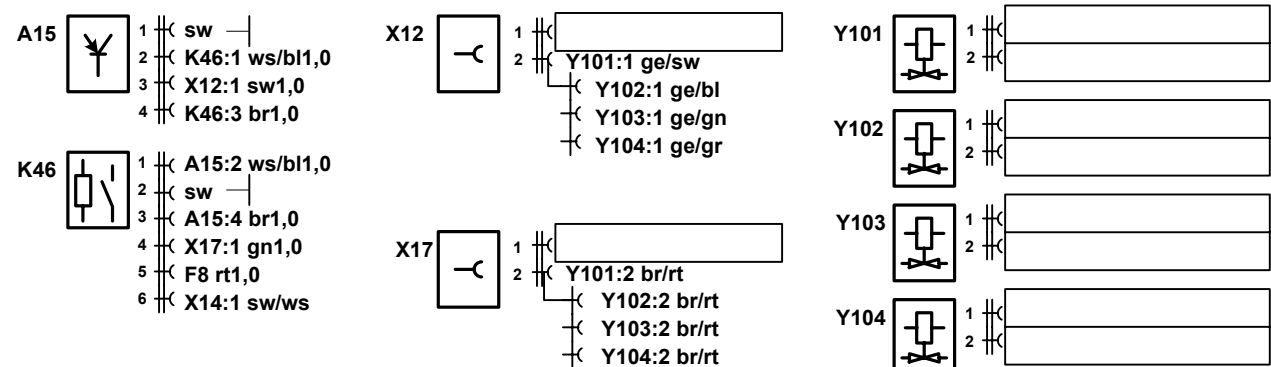 A15
1 sw
2 K46:1 ws/bl1,0
3 X12:1 sw1,0
4 K46:3 br1,0
K46
1 A15:2 ws/bl1,0
2 sw
3 A15:4 br1,0
4 X17:1 gn1,0
5 F8 rt1,0
6 X14:1 sw/ws
X12
1
2 Y101:1 ge/sw
Y102:1 ge/bl
Y103:1 ge/gn
Y104:1 ge/gr
X17
1
2 Y101:2 br/rt
Y102:2 br/rt
Y103:2 br/rt
Y104:2 br/rt
Y101
1
2
Y102
1
2
Y103
1
2
Y104
1
2